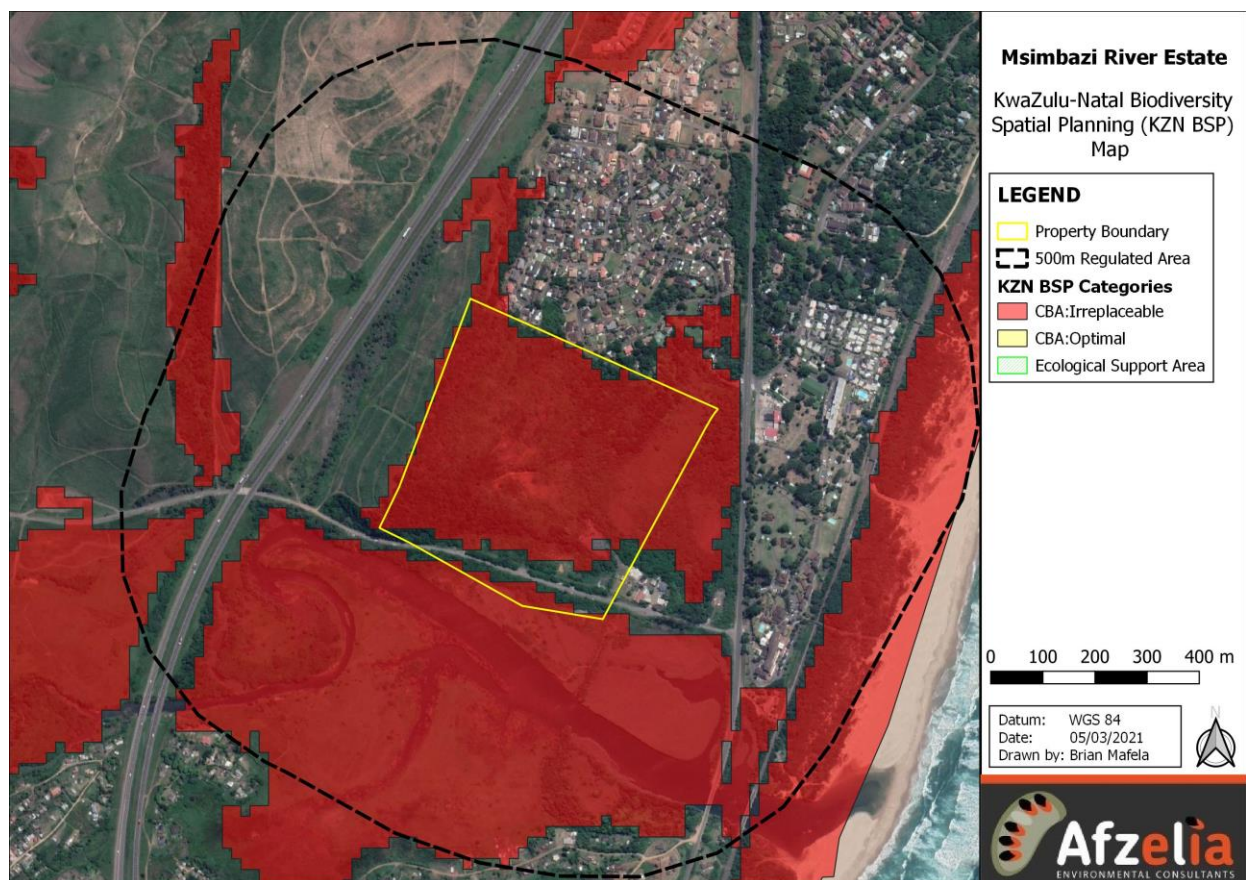 Msimbazi River Estate
KwaZulu-Natal Biodiversity
Spatial Planning (KZN BSP)
Map
LEGEND
Property Boundary
500m Regulated Area
KZN BSP Categories
CBA:Irreplaceable
CBA:Optimal
Ecological Support Area
0 100 200 300 400 m
Datum: WGS 84
Date: 05/03/2021
Drawn by: Brian Mafela
N
Afzelia
ENVIRONMENTAL CONSULTANTS